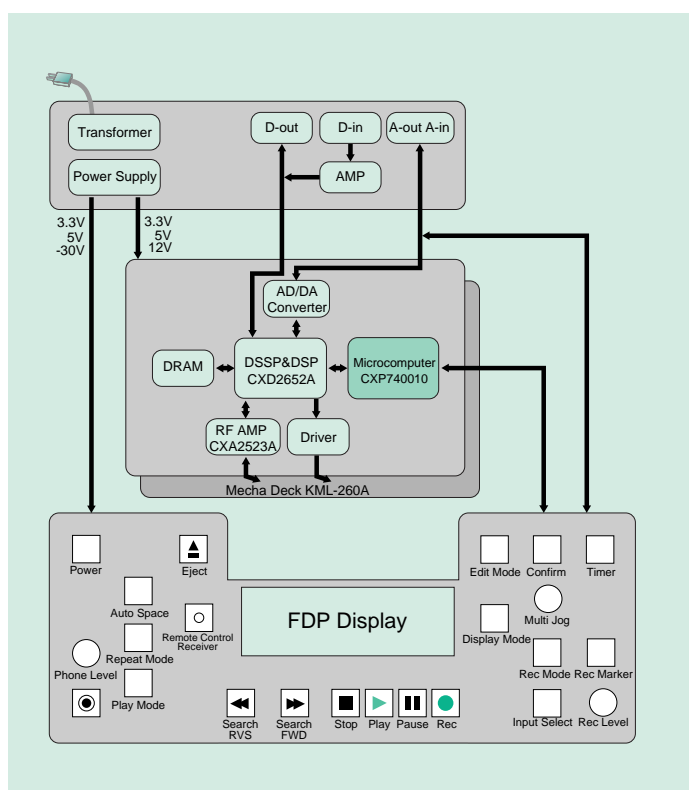 Transformer
D-out
D-in
A-out A-in
Power Supply
AMP
3.3V
5V
-30V
3.3V
5V
12V
AD/DA
Converter
DRAM
DSSP&DSP
CXD2652A
Microcomputer
CXP740010
RF AMP
CXA2523A
Driver
Mecha Deck KML-260A
Power
Eject
Auto Space
Remote Control
Receiver
Repeat Mode
Phone Level
Play Mode
FDP Display
Search
RVS
Search
FWD
Stop
Play
Pause
Rec
Edit Mode
Confirm
Timer
Multi Jog
Display Mode
Rec Mode
Rec Marker
Input Select
Rec Level